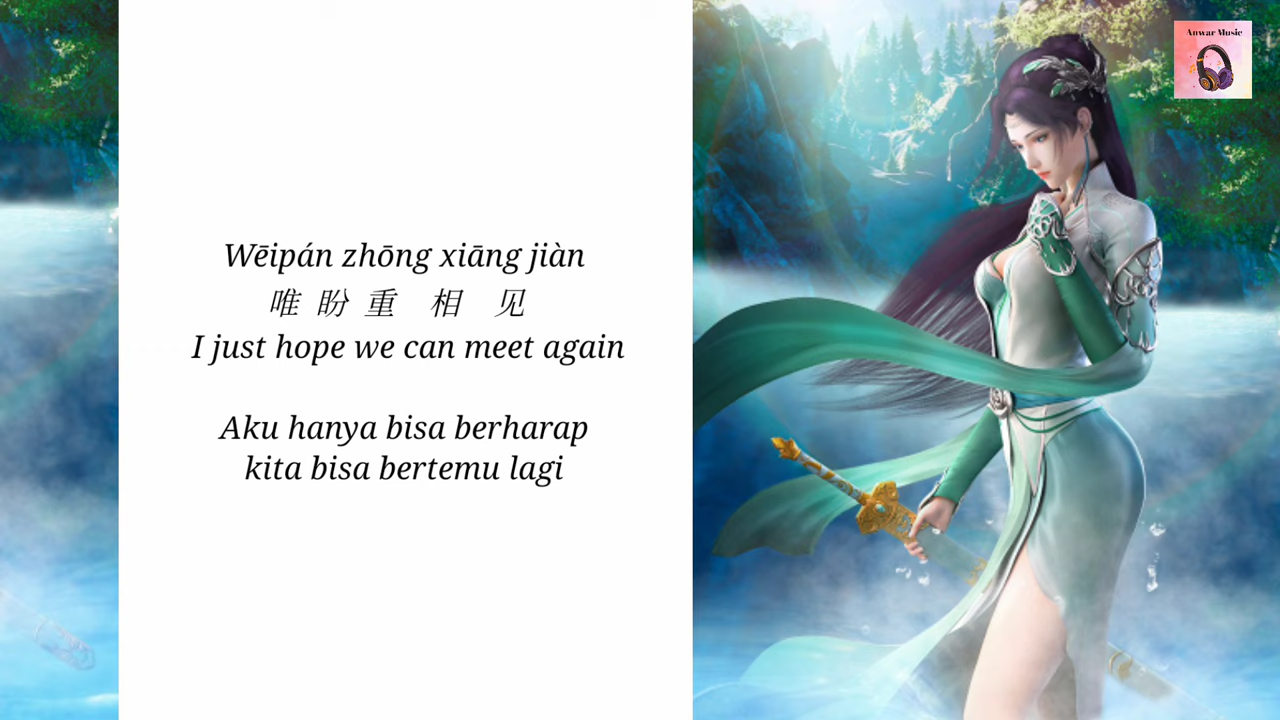 Wēipán zhōng xiāng jiàn
唯 盼 重 相 见
I just hope we can meet again
Aku hanya bisa berharap
kita bisa bertemu lagi
Anwar Music